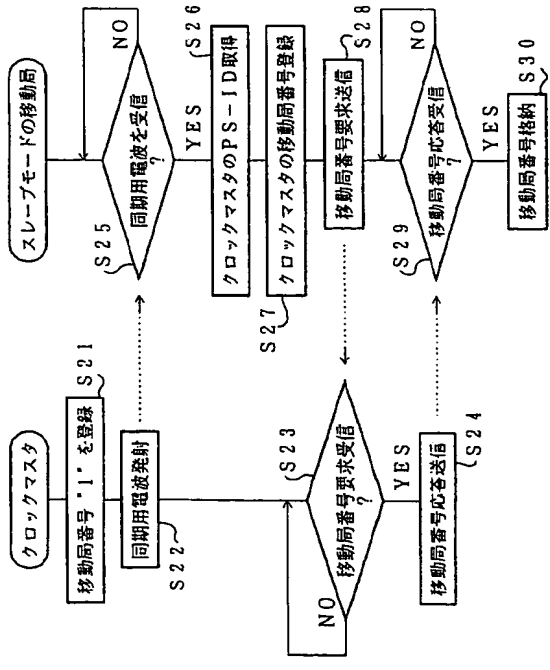 クロックマスタ
移動局番号"1"を登録
S21
同期用電波発射
S22
移動局番号要求受信
?
S23
NO
YES
移動局番号応答送信
S24
スレーブモードの移動局
同期用電波を受信
?
S25
NO
YES
クロックマスタのPS-ID取得
S26
クロックマスタの移動局番号登録
S27
移動局番号要求送信
S28
移動局番号応答受信
?
S29
NO
YES
移動局番号格納
S30